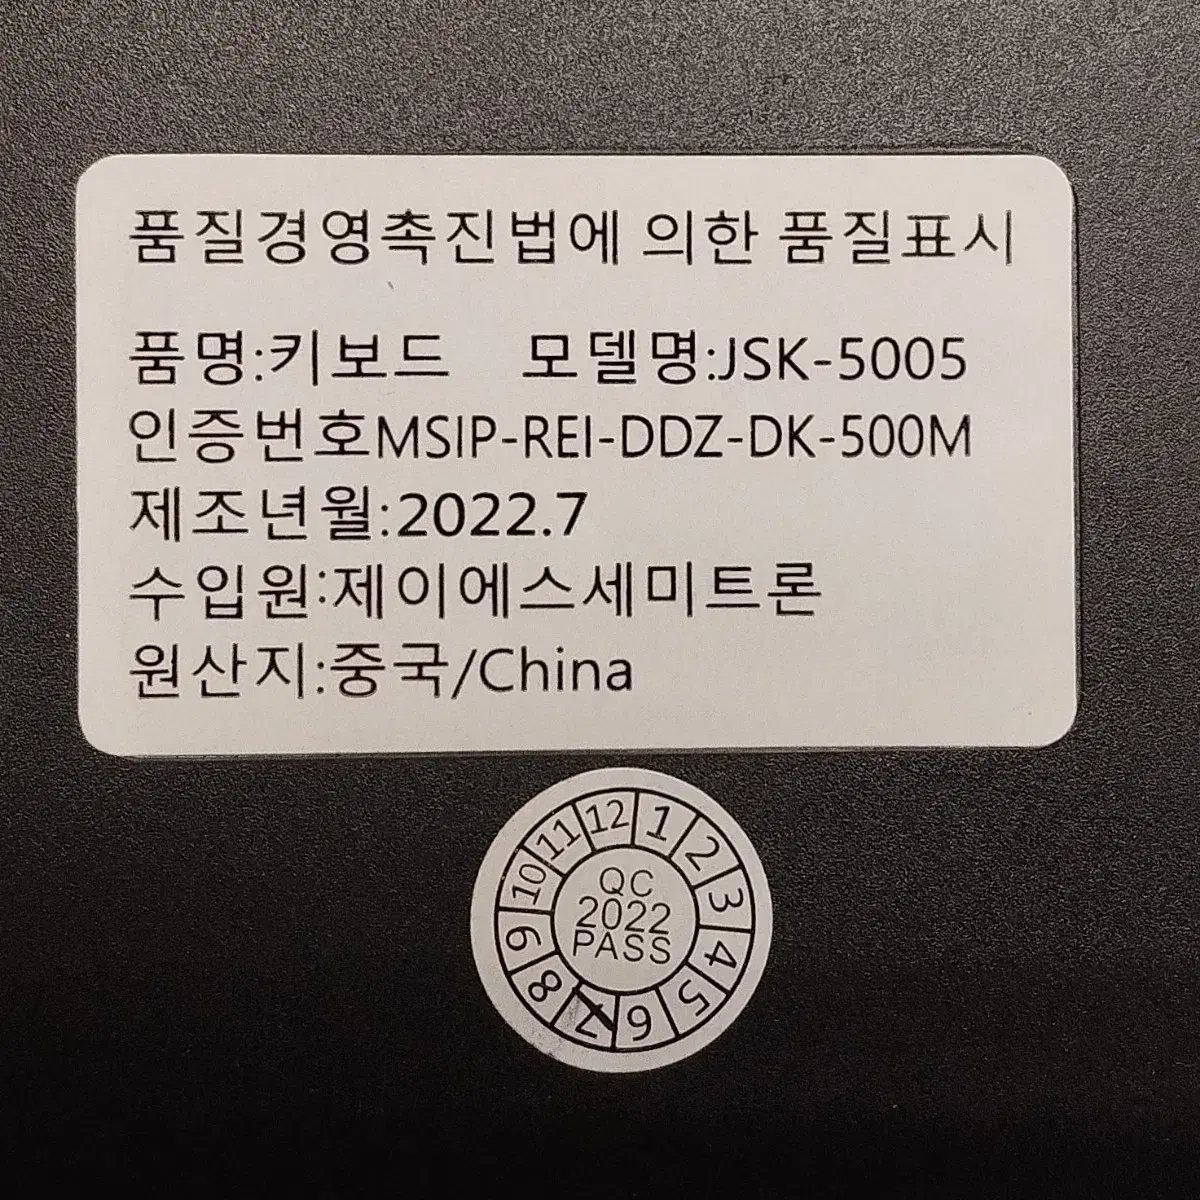 품질경영촉진법에 의한 품질표시
품명:키보드 모델명:JSK-5005
인증번호MSIP-REI-DDZ-DK-500M
제조년월:2022.7
수입원:제이에스세미트론
원산지:중국/China
1
2
3
4
5
6
7
8
9
10
11
12
QC
2022
PASS